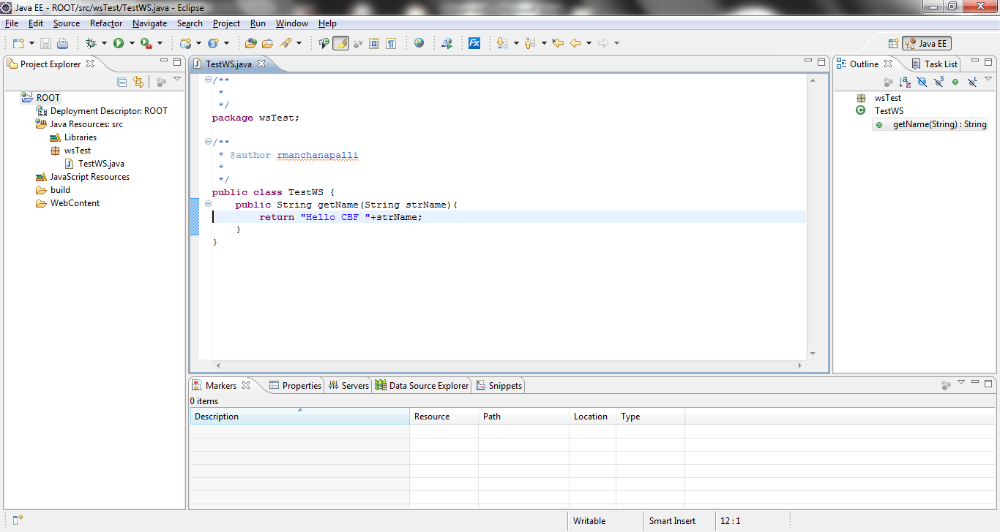 Java EE - ROOT/src/wsTest/TestWS.java - Eclipse
File Edit Source Refactor Navigate Search Project Run Window Help
Java EE
Project Explorer
ROOT
Deployment Descriptor: ROOT
Java Resources: src
Libraries
wsTest
TestWS.java
JavaScript Resources
build
WebContent
TestWS.java
/**
*
*/
package wsTest;
/**
* @author rmanchanapalli
*
*/
public class TestWS {
public String getName(String strName){
return "Hello CBF "+strName;
}
}
Outline Task List
wsTest
TestWS
getName(String) : String
Markers Properties Servers Data Source Explorer Snippets
0 items
Description Resource Path Location Type
Writable Smart Insert 12 : 1